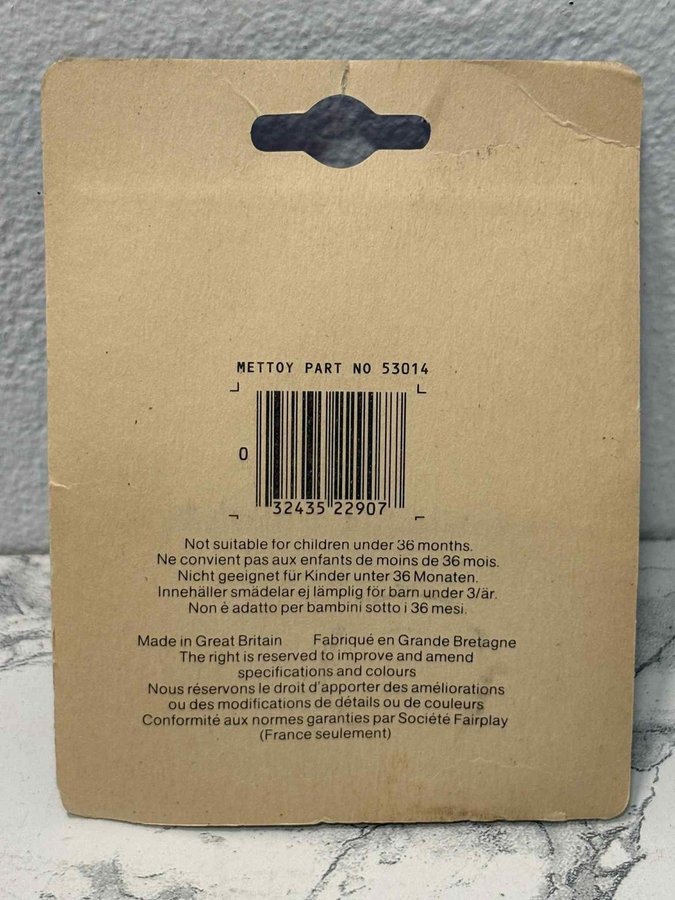 METTOY PART NO 53014
0
32435 22907
Not suitable for children under 36 months.
Ne convient pas aux enfants de moins de 36 mois.
Nicht geeignet für Kinder unter 36 Monaten.
Innehäller smädelar ej lämplig för barn under 3/är.
Non è adatto per bambini sotto i 36 mesi.
Made in Great Britain Fabriqué en Grande Bretagne
The right is reserved to improve and amend
specifications and colours
Nous réservons le droit d'apporter des améliorations
ou des modifications de détails ou de couleurs
Conformité aux normes garanties par Société Fairplay
(France seulement)